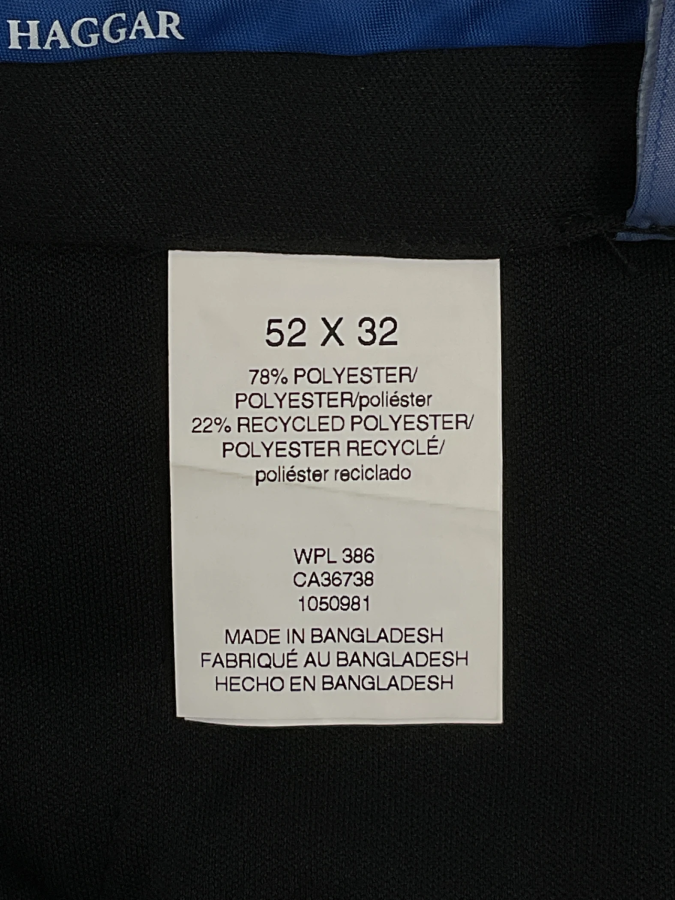 HAGGAR
52 X 32
78% POLYESTER/
POLYESTER/poliéster
22% RECYCLED POLYESTER/
POLYESTER RECYCLÉ/
poliéster reciclado
WPL 386
CA36738
1050981
MADE IN BANGLADESH
FABRIQUÉ AU BANGLADESH
HECHO EN BANGLADESH